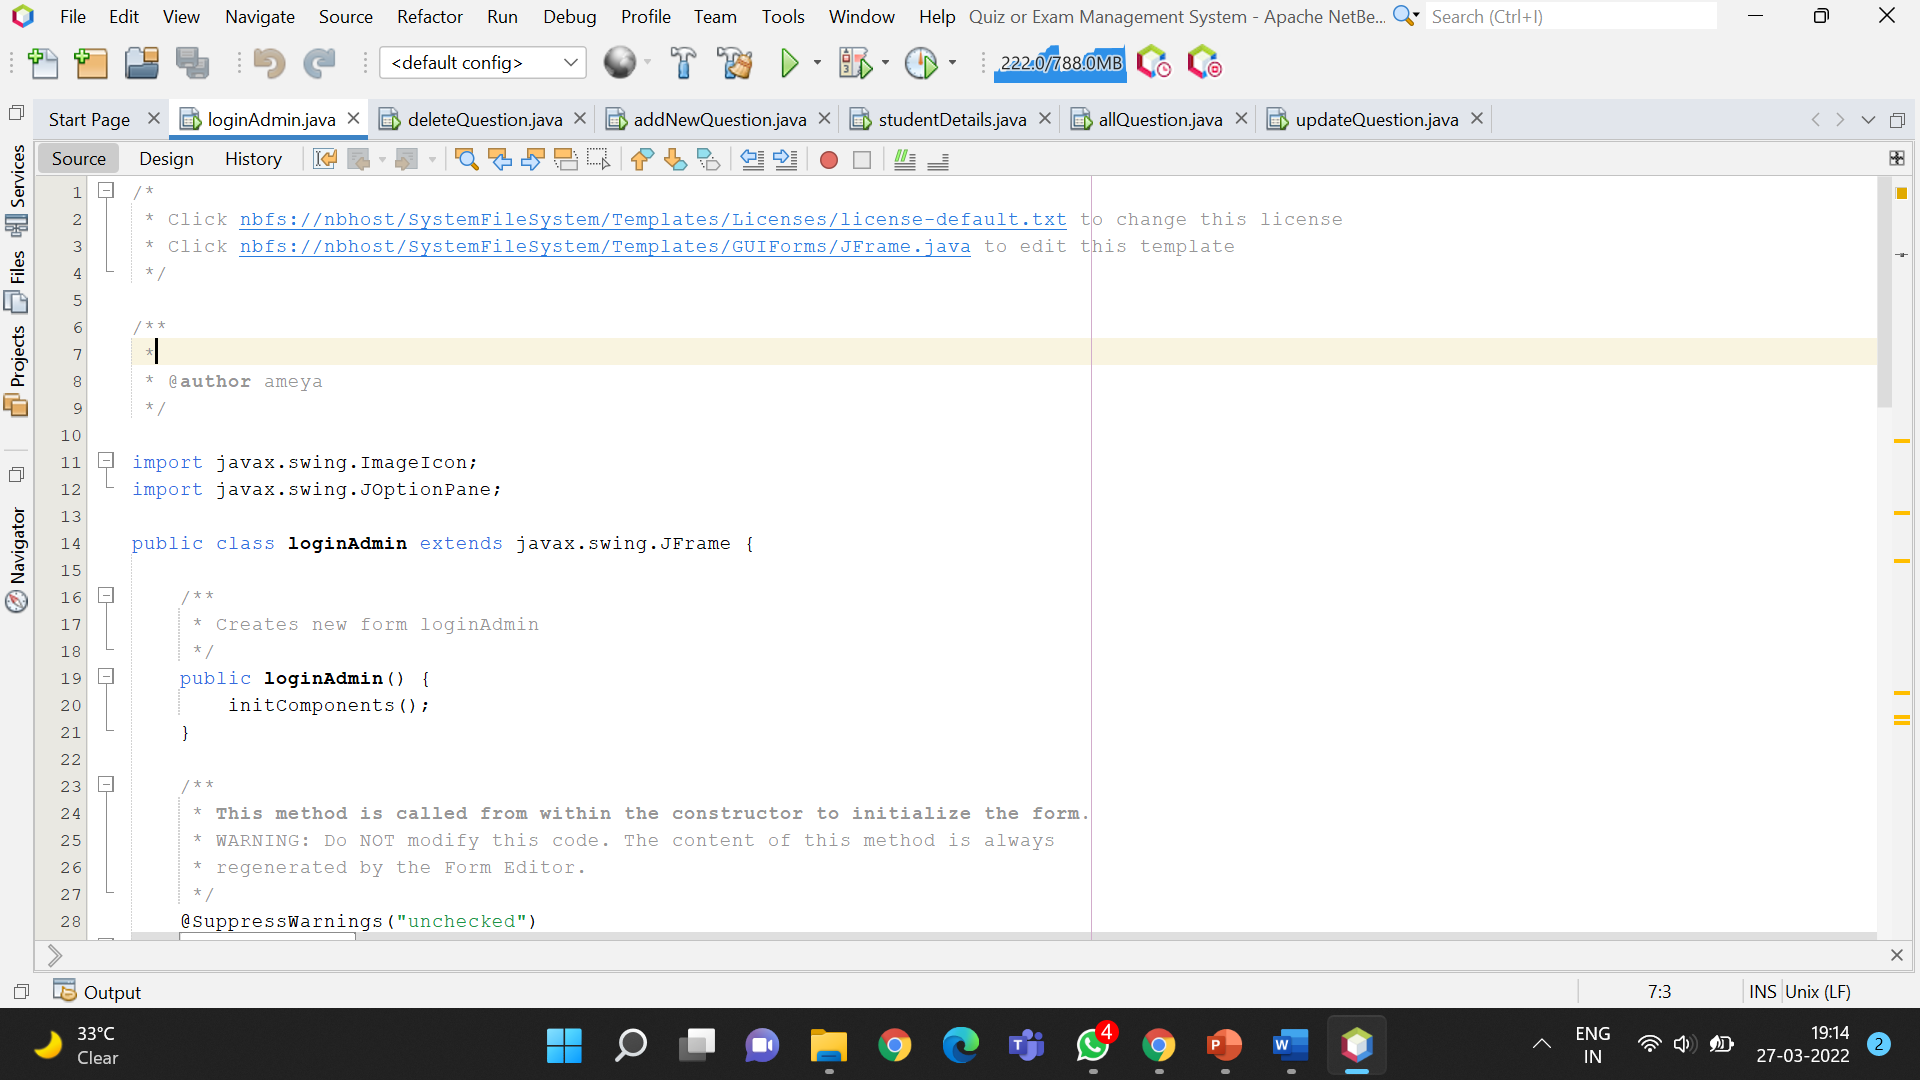 File Edit View Navigate Source Refactor Run Debug Profile Team Tools Window Help Quiz or Exam Management System - Apache NetBe... Search (Ctrl+I)
<default config> 222.0/788.0MB
Start Page loginAdmin.java deleteQuestion.java addNewQuestion.java studentDetails.java allQuestion.java updateQuestion.java
Source Design History
Services
Files
Projects
Navigator
1 /*
2 * Click nbfs://nbhost/SystemFileSystem/Templates/Licenses/license-default.txt to change this license
3 * Click nbfs://nbhost/SystemFileSystem/Templates/GUIForms/JFrame.java to edit this template
4 */
5
6 /**
7 *
8 * @author ameya
9 */
10
11 import javax.swing.ImageIcon;
12 import javax.swing.JOptionPane;
13
14 public class loginAdmin extends javax.swing.JFrame {
15
16 /**
17 * Creates new form loginAdmin
18 */
19 public loginAdmin() {
20 initComponents();
21 }
22
23 /**
24 * This method is called from within the constructor to initialize the form.
25 * WARNING: Do NOT modify this code. The content of this method is always
26 * regenerated by the Form Editor.
27 */
28 @SuppressWarnings("unchecked")
Output 7:3 INS Unix (LF)
33°C
Clear
4
ENG
IN
19:14
27-03-2022
2